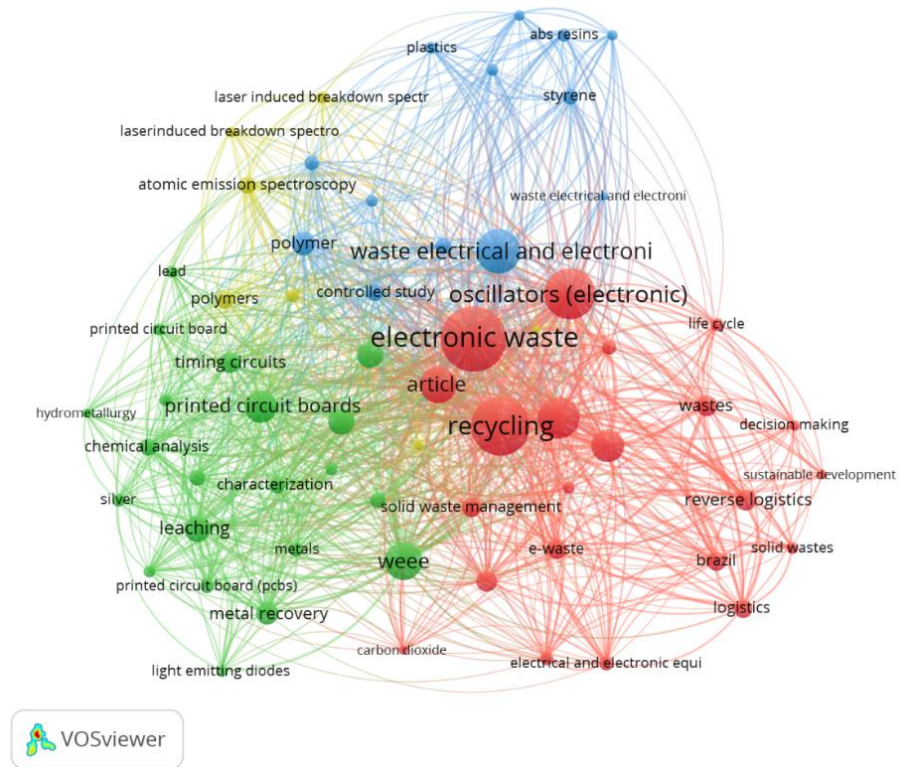 abs resins
plastics
styrene
laser induced breakdown spectr
laserinduced breakdown spectro
atomic emission spectroscopy
waste electrical and electroni
polymer
waste electrical and electroni
lead
polymers
controlled study
oscillators (electronic)
printed circuit board
electronic waste
life cycle
timing circuits
article
printed circuit boards
wastes
hydrometallurgy
recycling
decision making
chemical analysis
characterization
sustainable development
silver
solid waste management
reverse logistics
leaching
metals
weee
e-waste
brazil
solid wastes
printed circuit board (pcbs)
metal recovery
logistics
carbon dioxide
light emitting diodes
electrical and electronic equi
VOSviewer